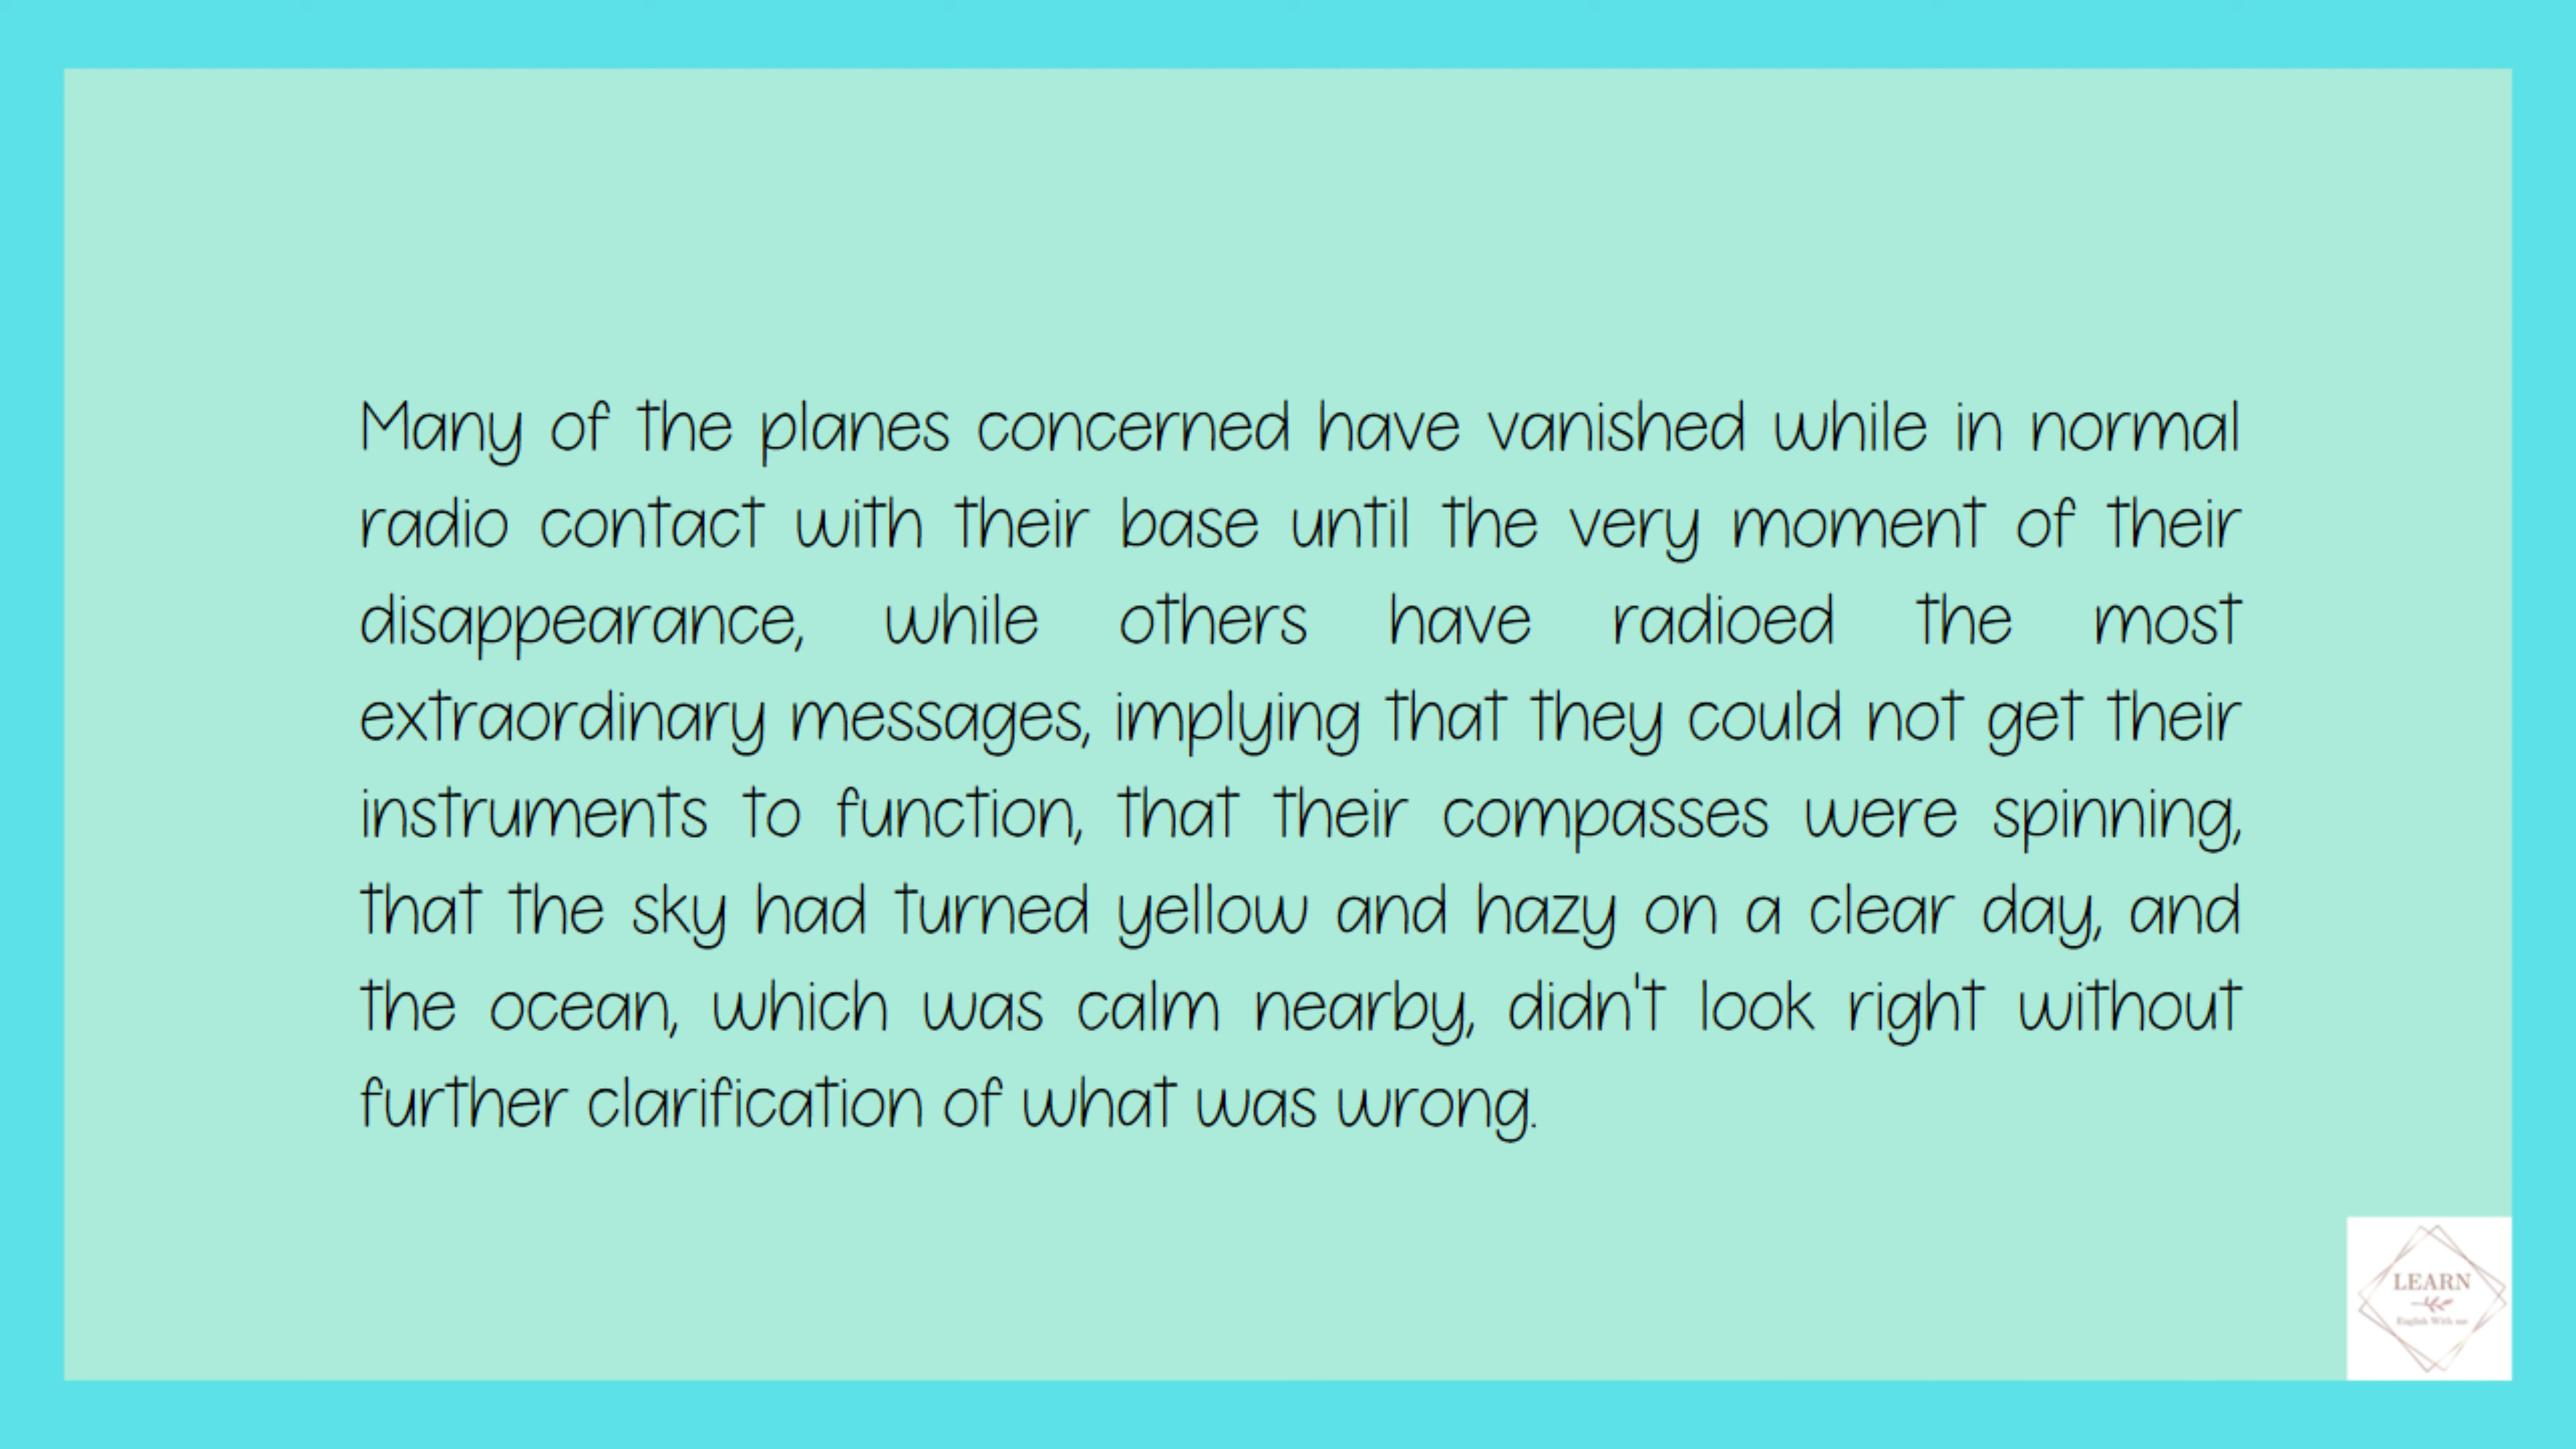 Many of the planes concerned have vanished while in normal
radio contact with their base until the very moment of their
disappearance, while others have radioed the most
extraordinary messages, implying that they could not get their
instruments to function, that their compasses were spinning,
that the sky had turned yellow and hazy on a clear day, and
the ocean, which was calm nearby, didn't look right without
further clarification of what was wrong.
LEARN
English With me